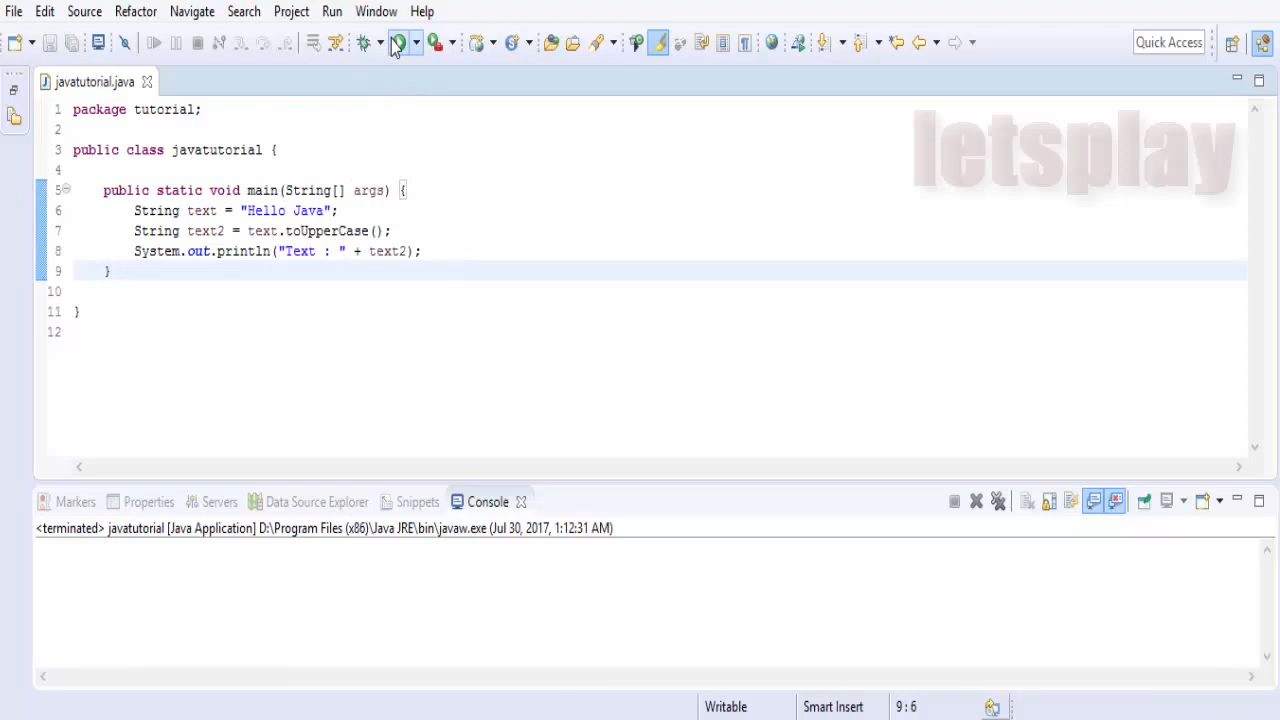 File Edit Source Refactor Navigate Search Project Run Window Help
Quick Access
javatutorial.java
letsplay
1 package tutorial;
2
3 public class javatutorial {
4
5 public static void main(String[] args) {
6 String text = "Hello Java";
7 String text2 = text.toUpperCase();
8 System.out.println("Text : " + text2);
9 }
10
11 }
12
Markers Properties Servers Data Source Explorer Snippets Console
<terminated> javatutorial [Java Application] D:\Program Files (x86)\Java JRE\bin\javaw.exe (Jul 30, 2017, 1:12:31 AM)
Writable Smart Insert 9 : 6